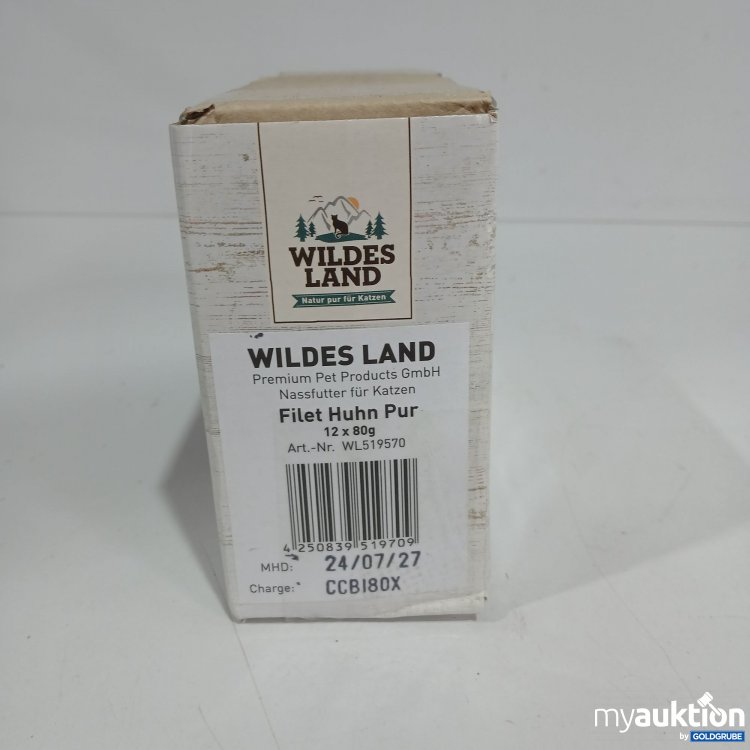 WILDES
LAND
Natur pur für Katzen
WILDES LAND
Premium Pet Products GmbH
Nassfutter für Katzen
Filet Huhn Pur
12 x 80g
Art.-Nr. WL519570
4 250839 519709
MHD: 24/07/27
Charge: CCBI80X
myauktion
by GOLDGRUBE